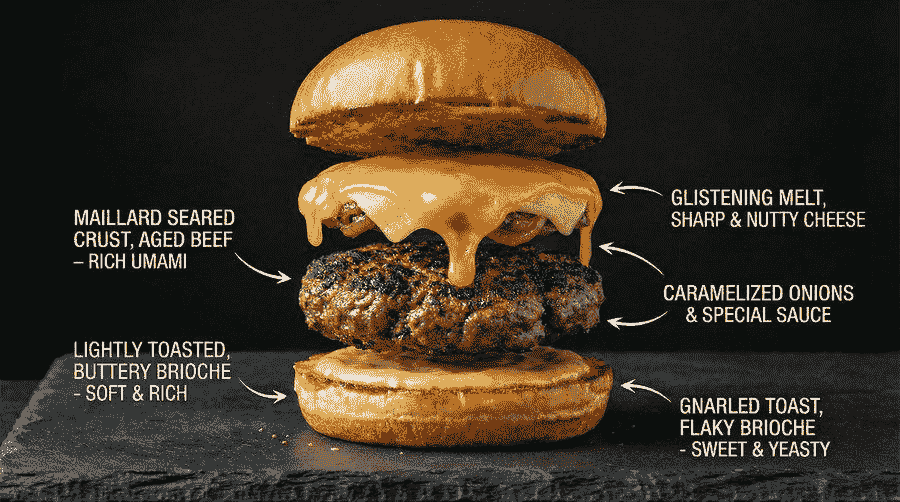 MAILLARD SEARED
CRUST, AGED BEEF
– RICH UMAMI
LIGHTLY TOASTED,
BUTTERY BRIOCHE
- SOFT & RICH
GLISTENING MELT,
SHARP & NUTTY CHEESE
CARAMELIZED ONIONS
& SPECIAL SAUCE
GNARLED TOAST,
FLAKY BRIOCHE
- SWEET & YEASTY